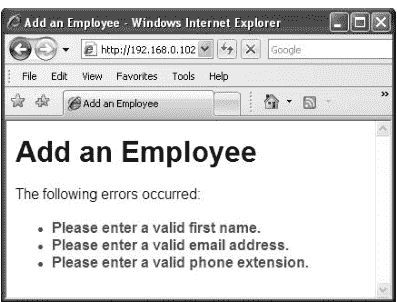 Add an Employee - Windows Internet Explorer
http://192.168.0.102
Google
File Edit View Favorites Tools Help
Add an Employee
Add an Employee
The following errors occurred:
• Please enter a valid first name.
• Please enter a valid email address.
• Please enter a valid phone extension.